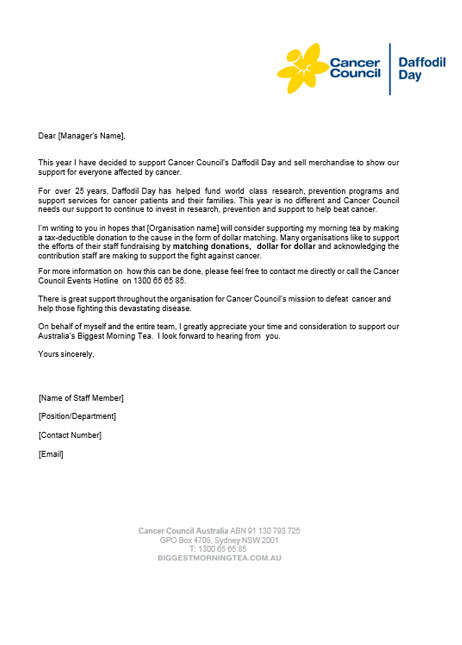 Cancer
Council
Daffodil
Day
Dear [Manager's Name],
This year I have decided to support Cancer Council's Daffodil Day and sell merchandise to show our
support for everyone affected by cancer.
For over 25 years, Daffodil Day has helped fund world class research, prevention programs and
support services for cancer patients and their families. This year is no different and Cancer Council
needs our support to continue to invest in research, prevention and support to help beat cancer.
I'm writing to you in hopes that [Organisation name] will consider supporting my morning tea by making
a tax-deductible donation to the cause in the form of dollar matching. Many organisations like to support
the efforts of their staff fundraising by matching donations, dollar for dollar and acknowledging the
contribution staff are making to support the fight against cancer.
For more information on how this can be done, please feel free to contact me directly or call the Cancer
Council Events Hotline on 1300 65 65 85.
There is great support throughout the organisation for Cancer Council's mission to defeat cancer and
help those fighting this devastating disease.
On behalf of myself and the entire team, I greatly appreciate your time and consideration to support our
Australia's Biggest Morning Tea. I look forward to hearing from you.
Yours sincerely,
[Name of Staff Member]
[Position/Department]
[Contact Number]
[Email]
Cancer Council Australia ABN 91 130 793 725
GPO Box 4708, Sydney NSW 2001
T: 1300 65 65 85
BIGGESTMORNINGTEA.COM.AU